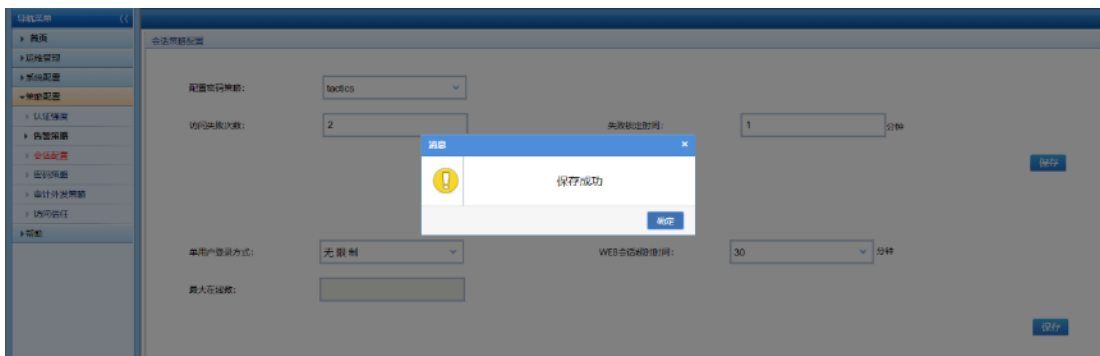 导航菜单
首页
运维管理
系统配置
策略配置
认证强度
告警策略
会话配置
密码策略
审计外发策略
访问信任
帮助
会话策略配置
配置密码策略: tactics
访问失败次数: 2 失败锁定时间: 1 分钟
消息
保存成功
确定
保存
单用户登录方式: 无限制 WEB会话超时时间: 30 分钟
最大在线数:
保存